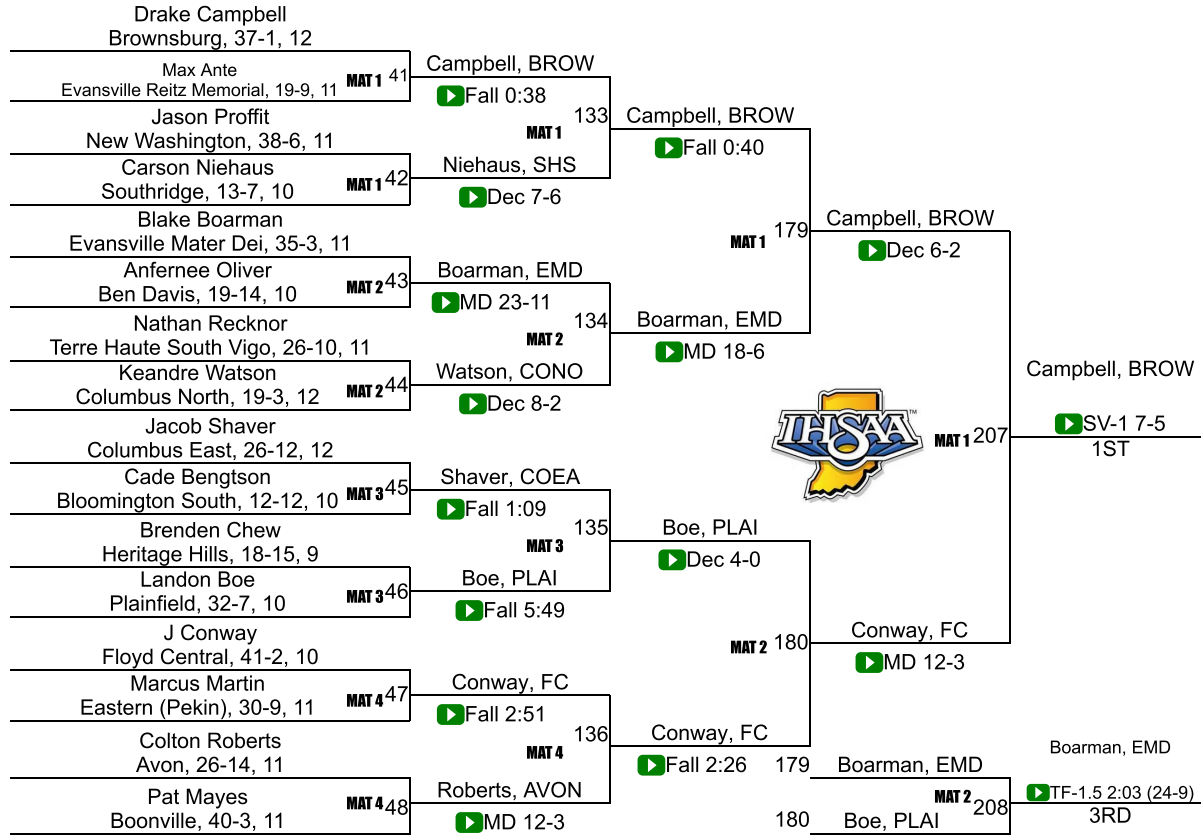 Drake Campbell
Brownsburg, 37-1, 12
Max Ante
Evansville Reitz Memorial, 19-9, 11
MAT 1 41
Jason Proffit
New Washington, 38-6, 11
Carson Niehaus
Southridge, 13-7, 10
MAT 1 42
Blake Boarman
Evansville Mater Dei, 35-3, 11
Anfernee Oliver
Ben Davis, 19-14, 10
MAT 2 43
Nathan Recknor
Terre Haute South Vigo, 26-10, 11
Keandre Watson
Columbus North, 19-3, 12
MAT 2 44
Jacob Shaver
Columbus East, 26-12, 12
Cade Bengtson
Bloomington South, 12-12, 10
MAT 3 45
Brenden Chew
Heritage Hills, 18-15, 9
Landon Boe
Plainfield, 32-7, 10
MAT 3 46
J Conway
Floyd Central, 41-2, 10
Marcus Martin
Eastern (Pekin), 30-9, 11
MAT 4 47
Colton Roberts
Avon, 26-14, 11
Pat Mayes
Boonville, 40-3, 11
MAT 4 48
Campbell, BROW
Fall 0:38
MAT 1 133
Niehaus, SHS
Dec 7-6
Boarman, EMD
MD 23-11
MAT 2 134
Watson, CONO
Dec 8-2
Shaver, COEA
Fall 1:09
MAT 3 135
Boe, PLAI
Fall 5:49
Conway, FC
Fall 2:51
MAT 4 136
Roberts, AVON
MD 12-3
Campbell, BROW
Fall 0:40
MAT 1 179
Boarman, EMD
MD 18-6
Boe, PLAI
Dec 4-0
MAT 2 180
Conway, FC
Fall 2:26
Campbell, BROW
Dec 6-2
IHSAA™
MAT 1 207
Conway, FC
MD 12-3
Campbell, BROW
SV-1 7-5
1ST
179 Boarman, EMD
MAT 2 208
180 Boe, PLAI
Boarman, EMD
TF-1.5 2:03 (24-9)
3RD